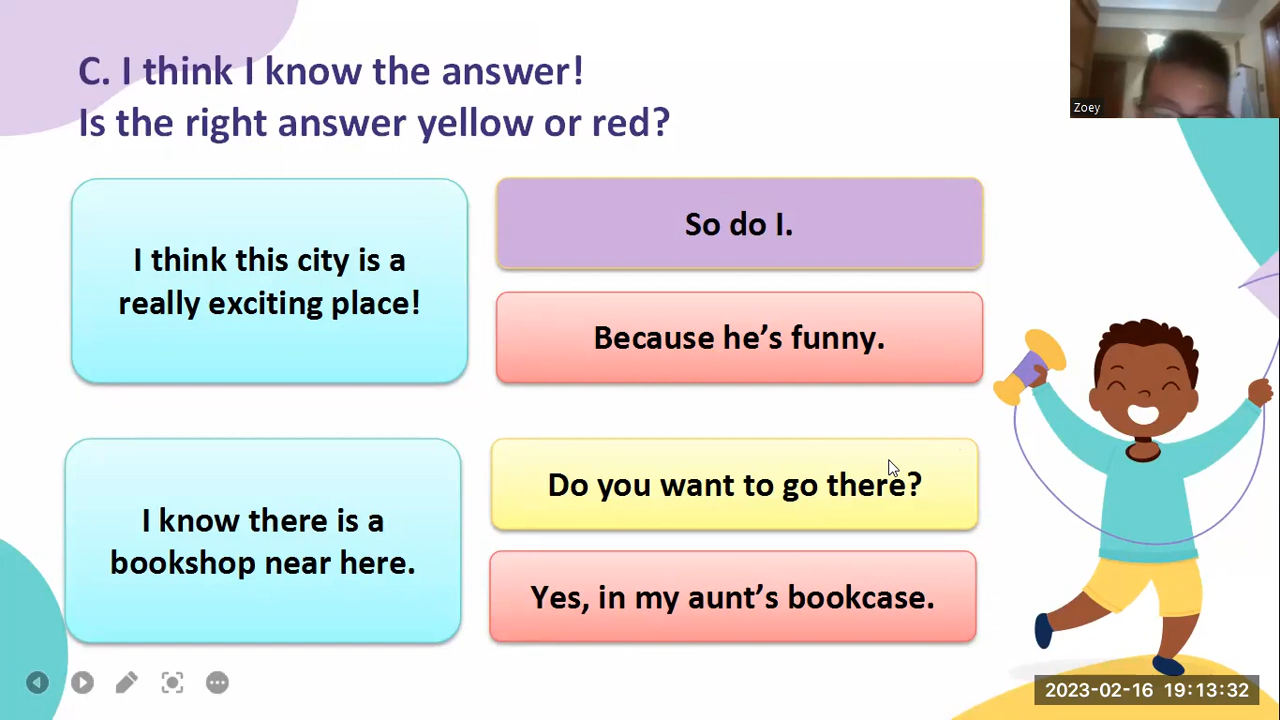 C. I think I know the answer!
Is the right answer yellow or red?
Zoey
I think this city is a
really exciting place!
So do I.
Because he's funny.
I know there is a
bookshop near here.
Do you want to go there?
Yes, in my aunt's bookcase.
2023-02-16 19:13:32